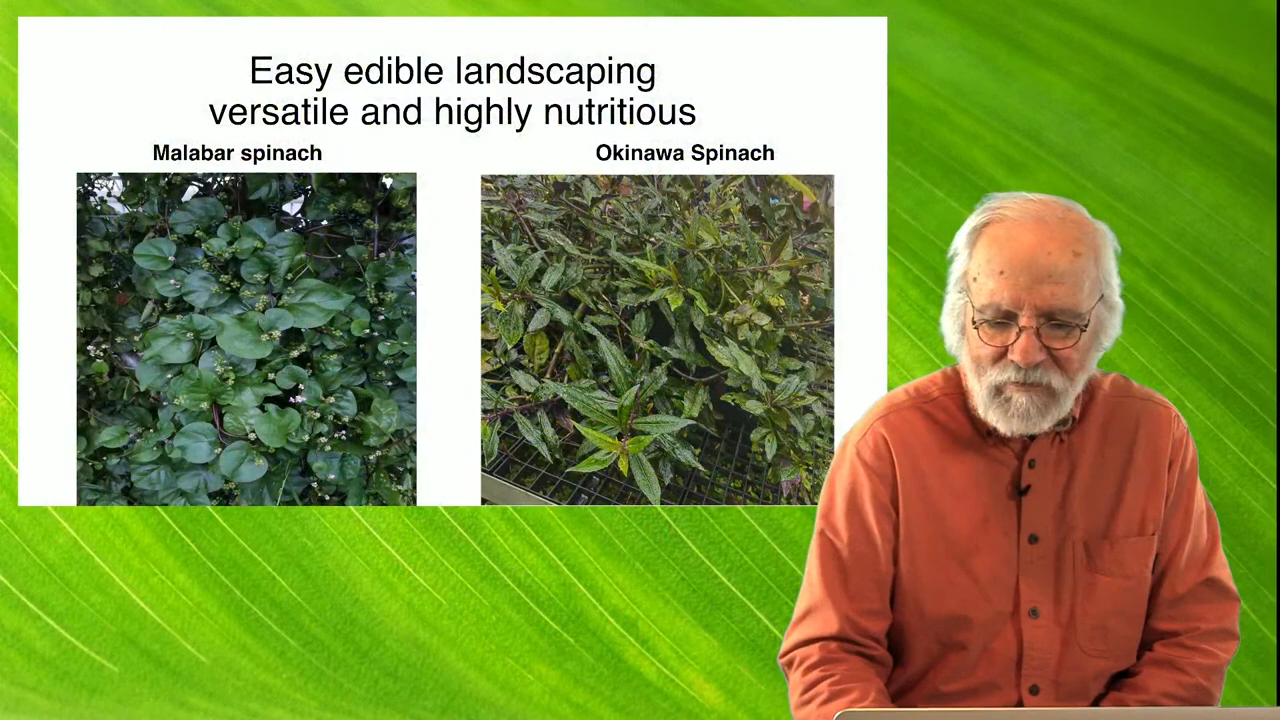 Easy edible landscaping
versatile and highly nutritious
Malabar spinach
Okinawa Spinach